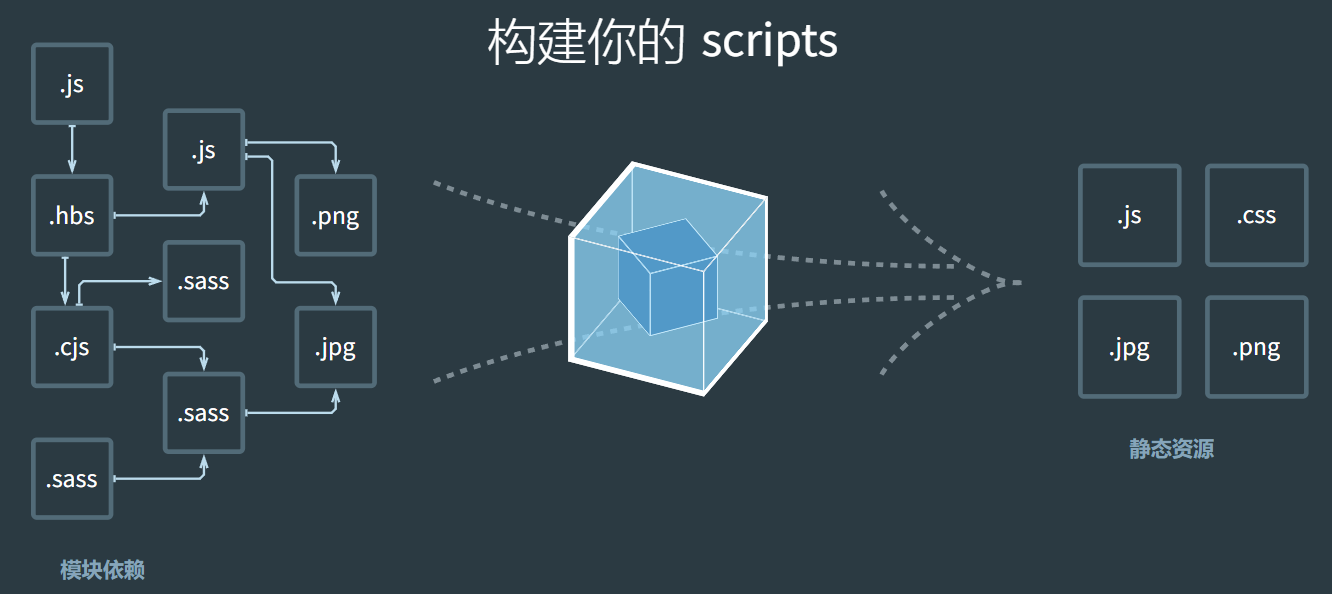 构建你的 scripts
.js
.js
.hbs
.png
.sass
.cjs
.jpg
.sass
.sass
模块依赖
.js
.css
.jpg
.png
静态资源